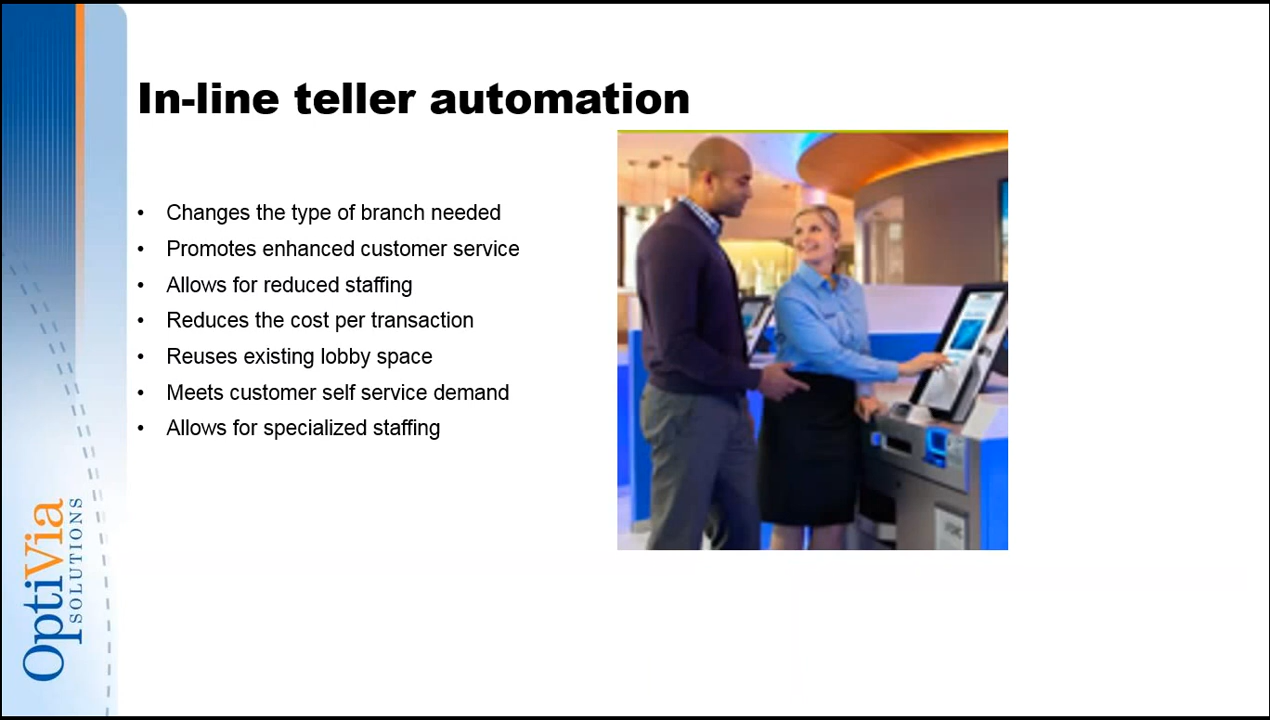 In-line teller automation
• Changes the type of branch needed
• Promotes enhanced customer service
• Allows for reduced staffing
• Reduces the cost per transaction
• Reuses existing lobby space
• Meets customer self service demand
• Allows for specialized staffing
OptiVia
SOLUTIONS